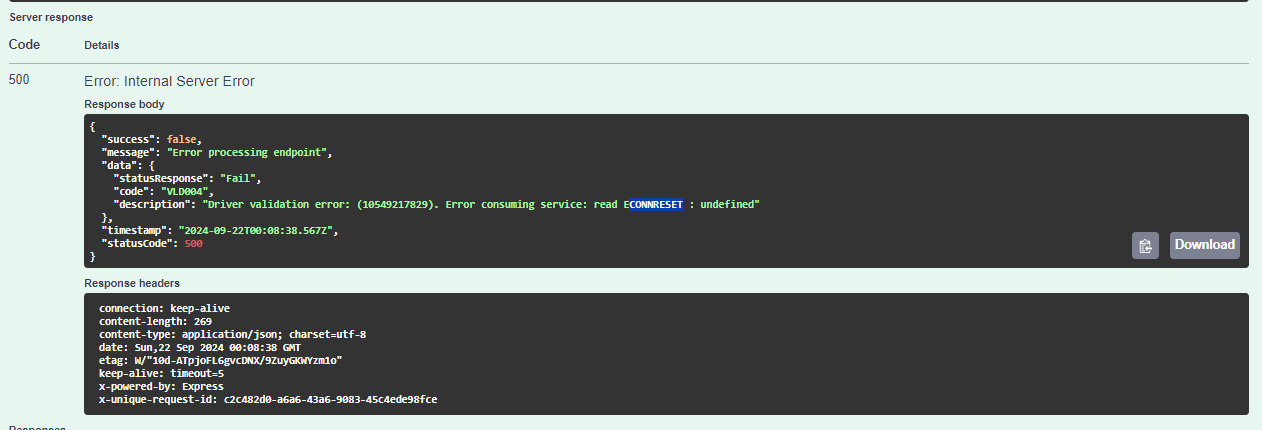 Server response
Code Details
500 Error: Internal Server Error
Response body
{
"success": false,
"message": "Error processing endpoint",
"data": {
"statusResponse": "Fail",
"code": "VLD004",
"description": "Driver validation error: (10549217829). Error consuming service: read ECONNRESET : undefined"
},
"timestamp": "2024-09-22T00:08:38.567Z",
"statusCode": 500
}
Download
Response headers
connection: keep-alive
content-length: 269
content-type: application/json; charset=utf-8
date: Sun,22 Sep 2024 00:08:38 GMT
etag: W/"10d-ATpjoFL6gvcDNX/9ZuyGKWYzm1o"
keep-alive: timeout=5
x-powered-by: Express
x-unique-request-id: c2c482d0-a6a6-43a6-9083-45c4ede98fce
Responses